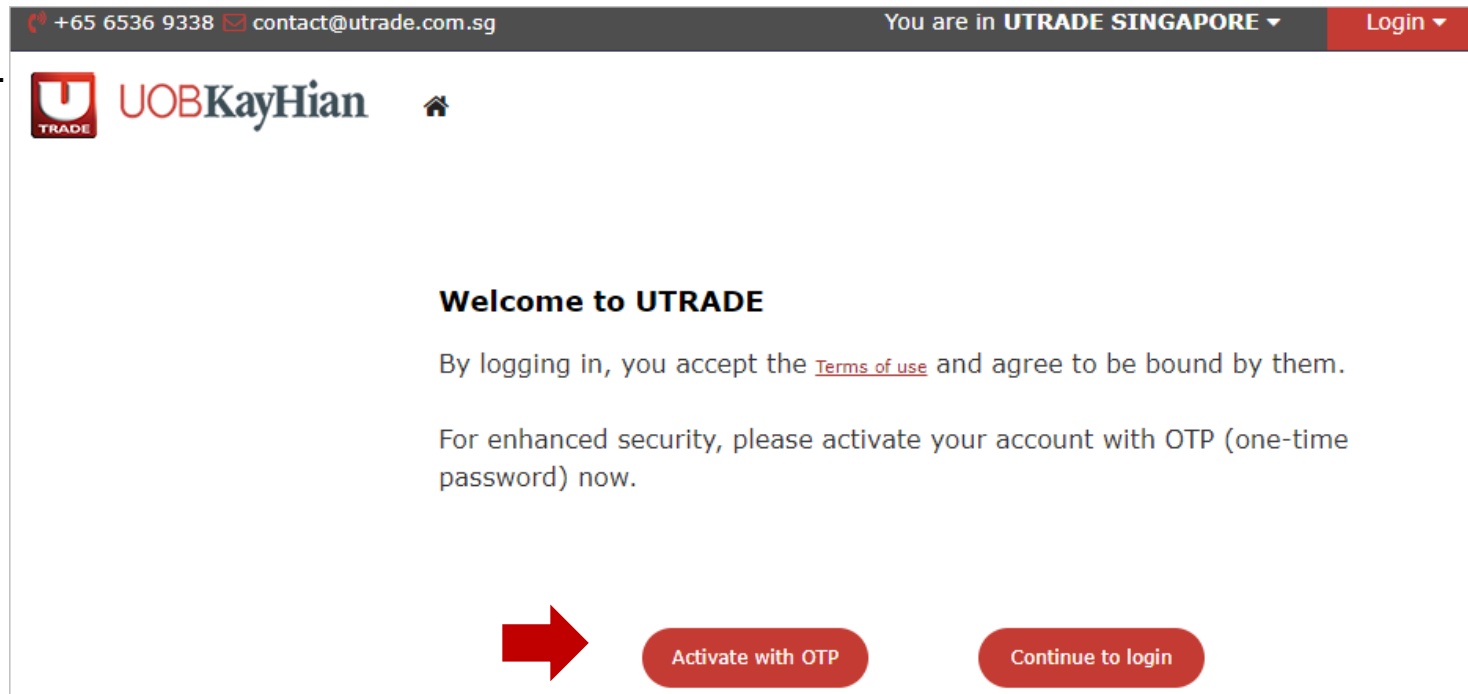 +65 6536 9338 contact@utrade.com.sg You are in UTRADE SINGAPORE Login
U TRADE UOBKayHian
Welcome to UTRADE
By logging in, you accept the Terms of use and agree to be bound by them.
For enhanced security, please activate your account with OTP (one-time
password) now.
Activate with OTP Continue to login